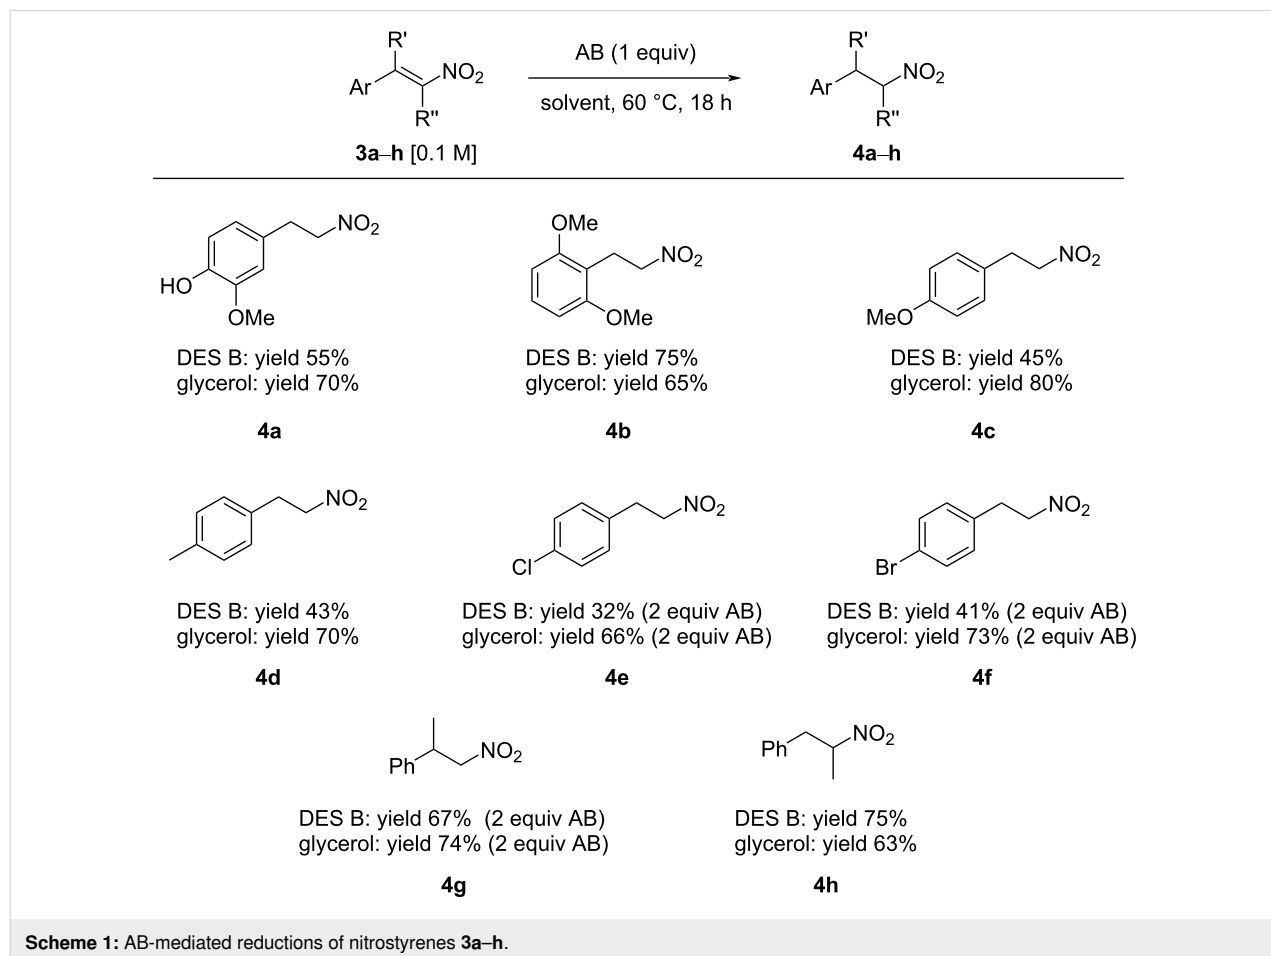 R' R'
AB (1 equiv)
Ar NO2 Ar NO2
solvent, 60 °C, 18 h
R" R"
3a–h [0.1 M] 4a–h
NO2 OMe NO2 NO2
HO OMe OMe MeO
DES B: yield 55% DES B: yield 75% DES B: yield 45%
glycerol: yield 70% glycerol: yield 65% glycerol: yield 80%
4a 4b 4c
NO2 NO2 NO2
Cl Br
DES B: yield 43% DES B: yield 32% (2 equiv AB) DES B: yield 41% (2 equiv AB)
glycerol: yield 70% glycerol: yield 66% (2 equiv AB) glycerol: yield 73% (2 equiv AB)
4d 4e 4f
Ph NO2 Ph NO2
DES B: yield 67% (2 equiv AB) DES B: yield 75%
glycerol: yield 74% (2 equiv AB) glycerol: yield 63%
4g 4h
Scheme 1: AB-mediated reductions of nitrostyrenes 3a–h.